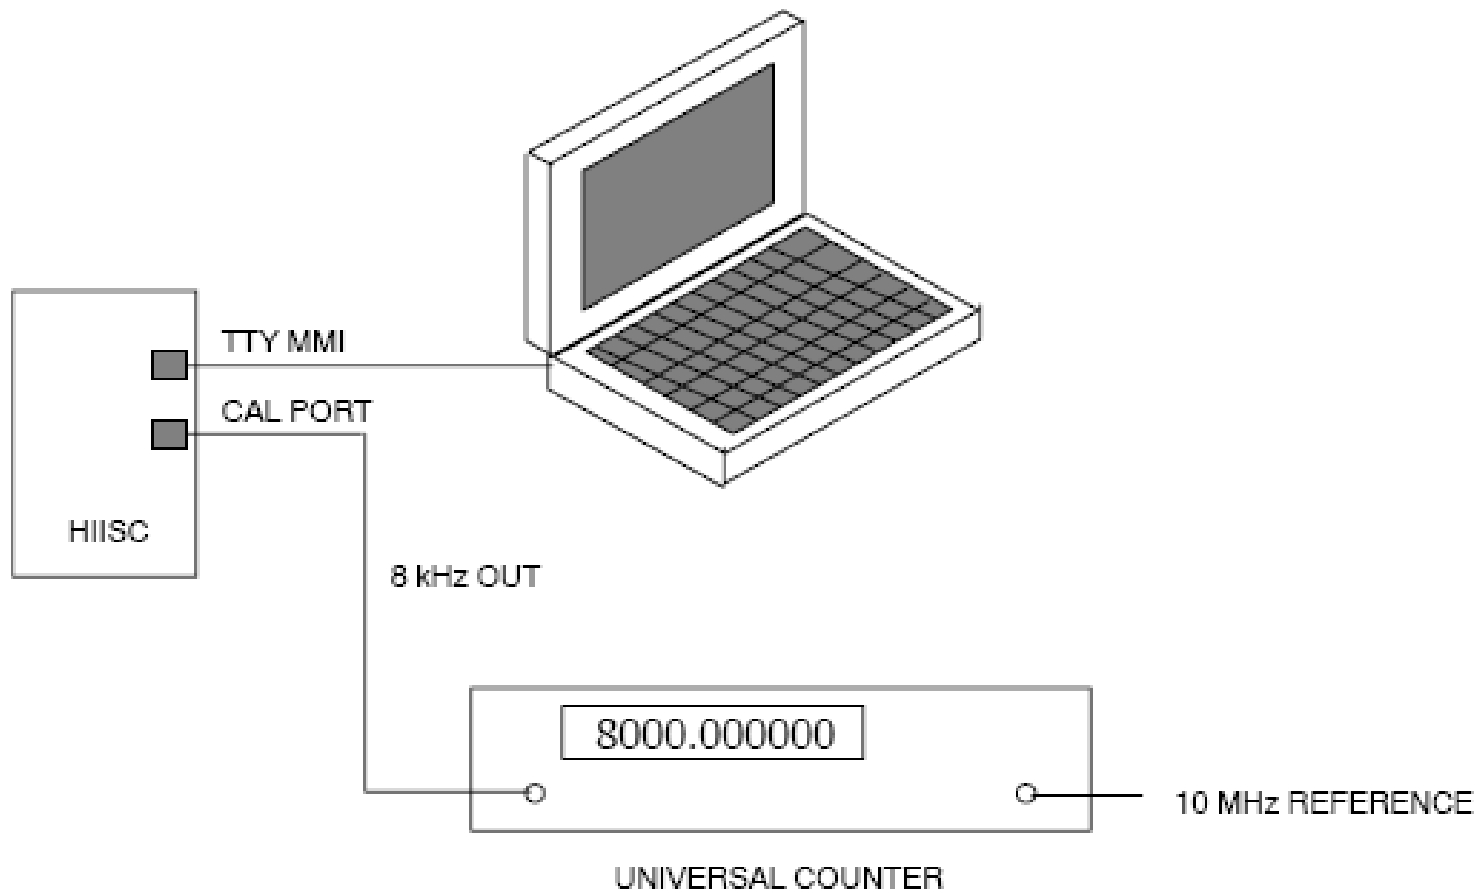 TTY MMI
CAL PORT
HIISC
8 kHz OUT
8000.000000
10 MHz REFERENCE
UNIVERSAL COUNTER